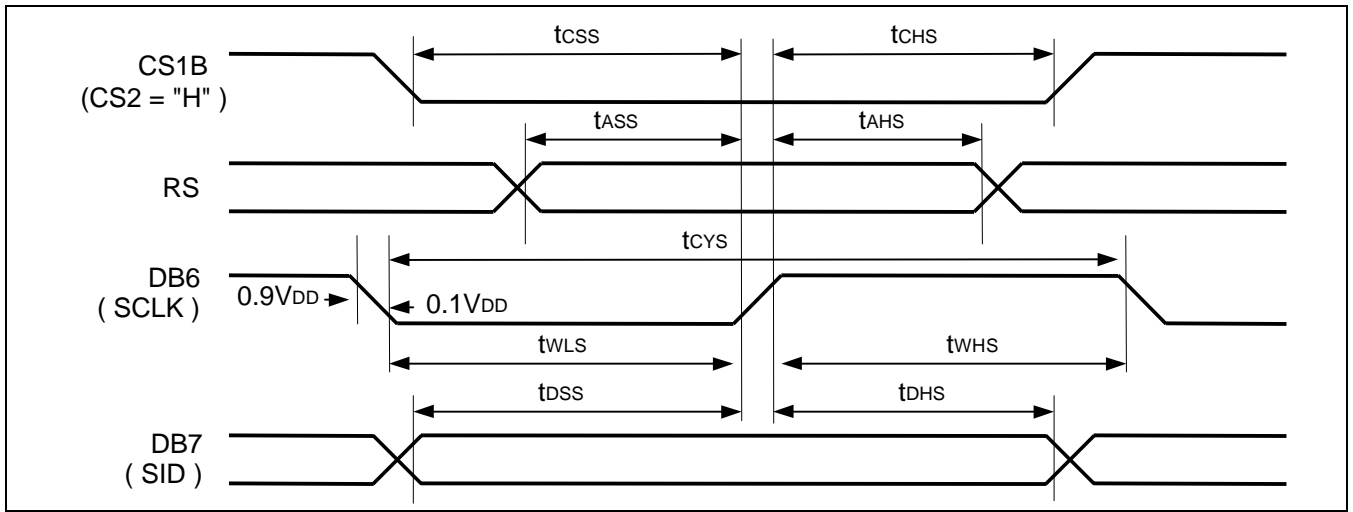 tCSS tCHS
CS1B
(CS2 = "H" )
tASS tAHS
RS
tCYS
DB6
( SCLK )
0.9VDD 0.1VDD
tWLS tWHS
tDSS tDHS
DB7
( SID )